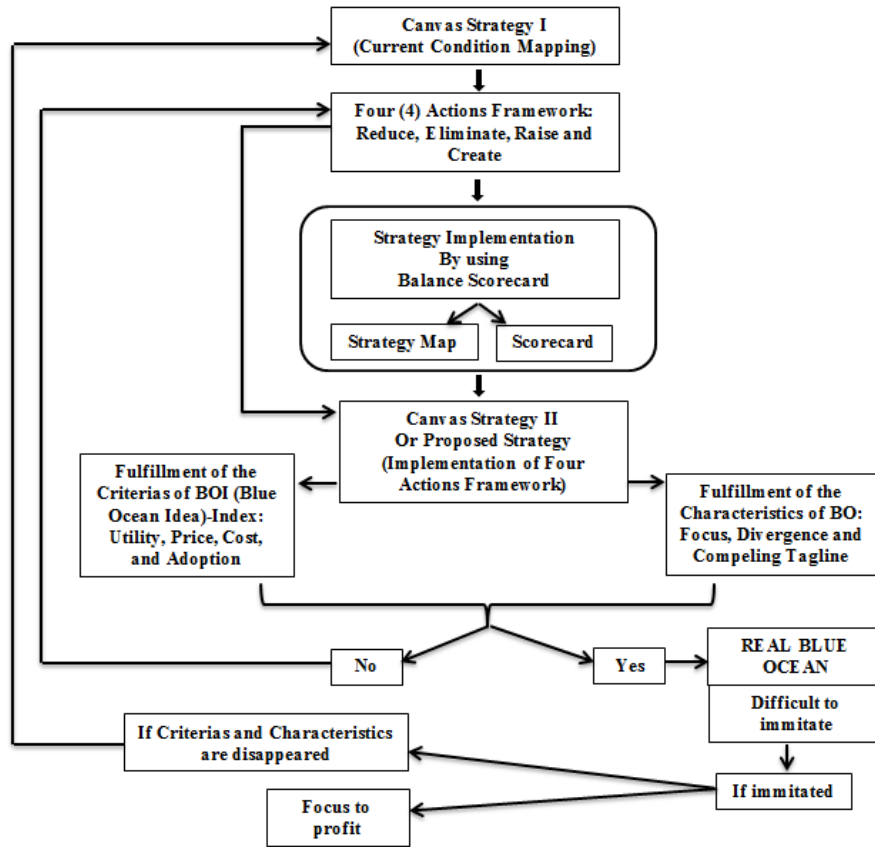 Canvas Strategy I
(Current Condition Mapping)
Four (4) Actions Framework:
Reduce, Eliminate, Raise and
Create
Strategy Implementation
By using
Balance Scorecard
Strategy Map
Scorecard
Canvas Strategy II
Or Proposed Strategy
(Implementation of Four
Actions Framework)
Fulfillment of the
Criterias of BOI (Blue
Ocean Idea)-Index:
Utility, Price, Cost,
and Adoption
Fulfillment of the
Characteristics of BO:
Focus, Divergence and
Compeling Tagline
No
Yes
REAL BLUE
OCEAN
Difficult to
immitate
If Criterias and Characteristics
are disappeared
If immitated
Focus to
profit